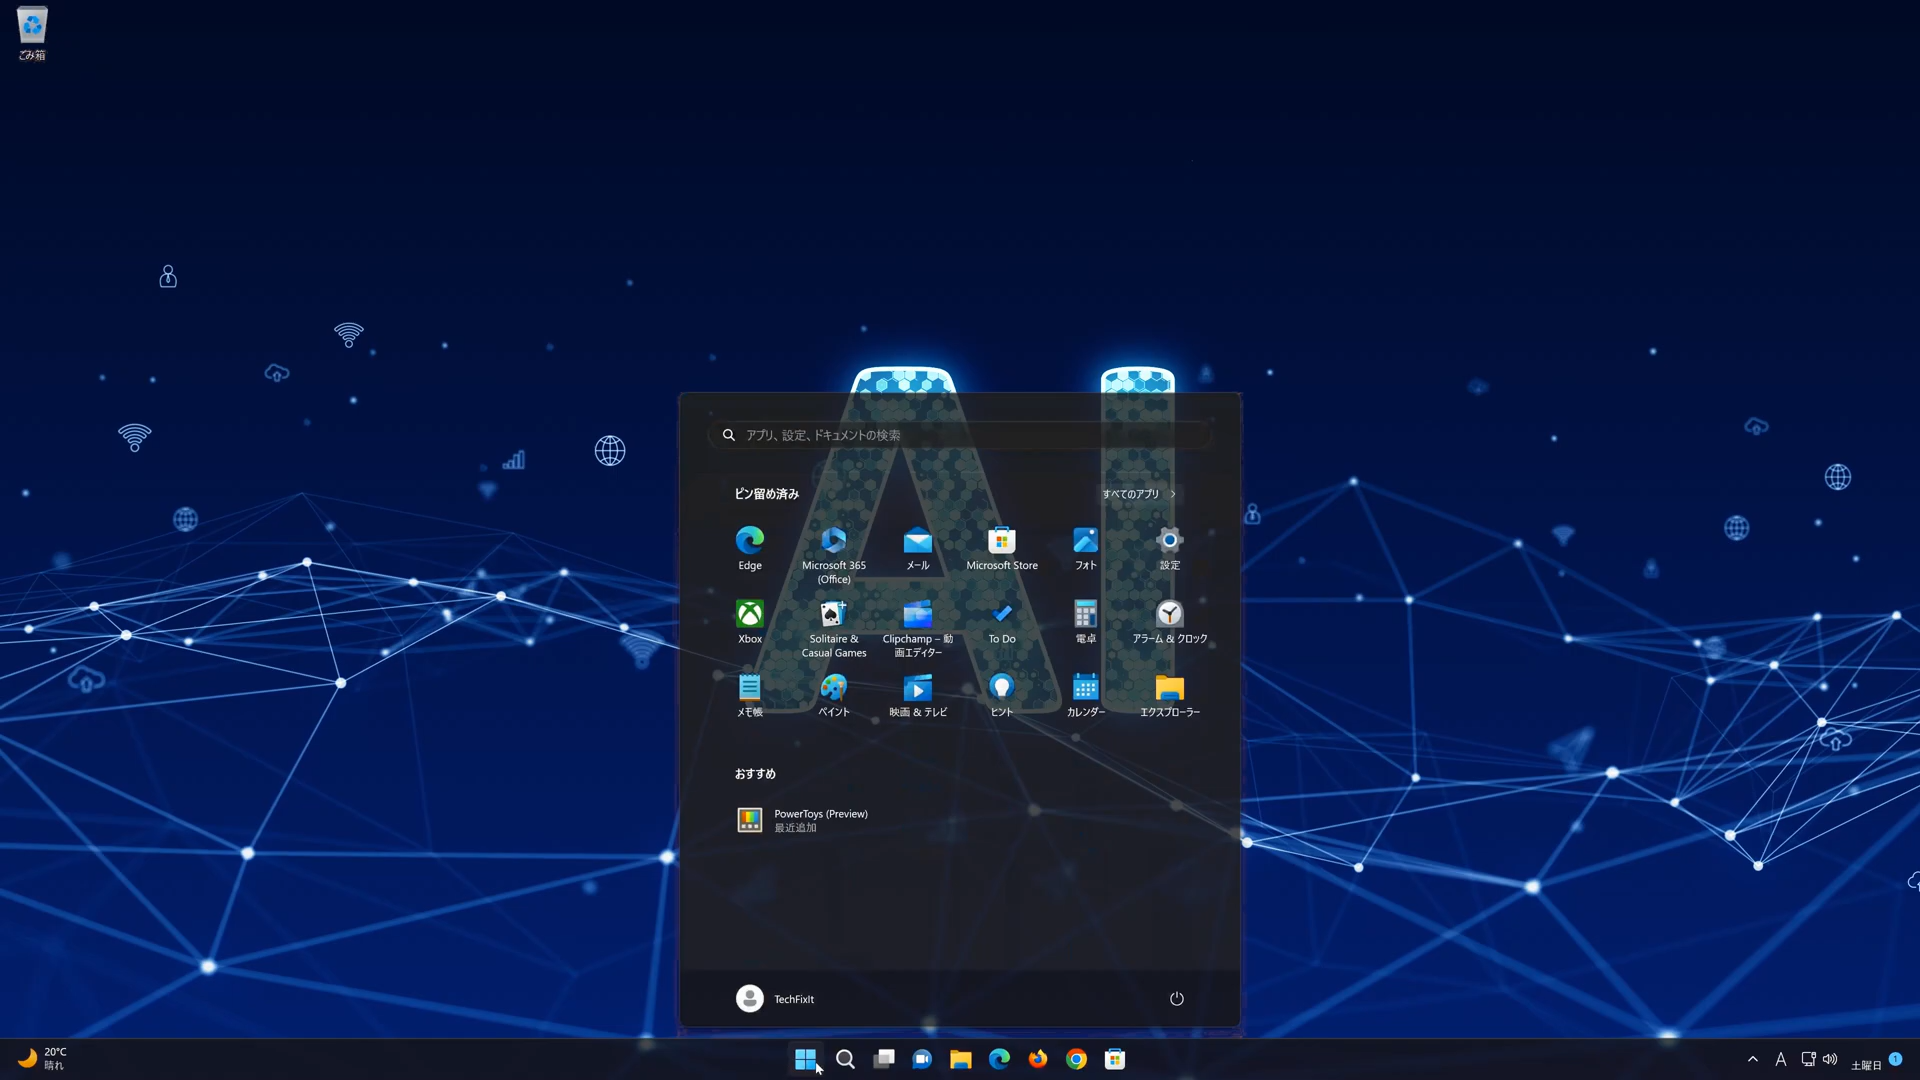 ごみ箱
AI
アプリ、設定、ドキュメントの検索
ピン留め済み
すべてのアプリ
Edge
Microsoft 365
(Office)
メール
Microsoft Store
フォト
設定
Xbox
Solitaire &
Casual Games
Clipchamp – 動
画エディター
To Do
電卓
アラーム & クロック
メモ帳
ペイント
映画 & テレビ
ヒント
カレンダー
エクスプローラー
おすすめ
PowerToys (Preview)
最近追加
TechFixIt
20°C
晴れ
A
土曜日
1